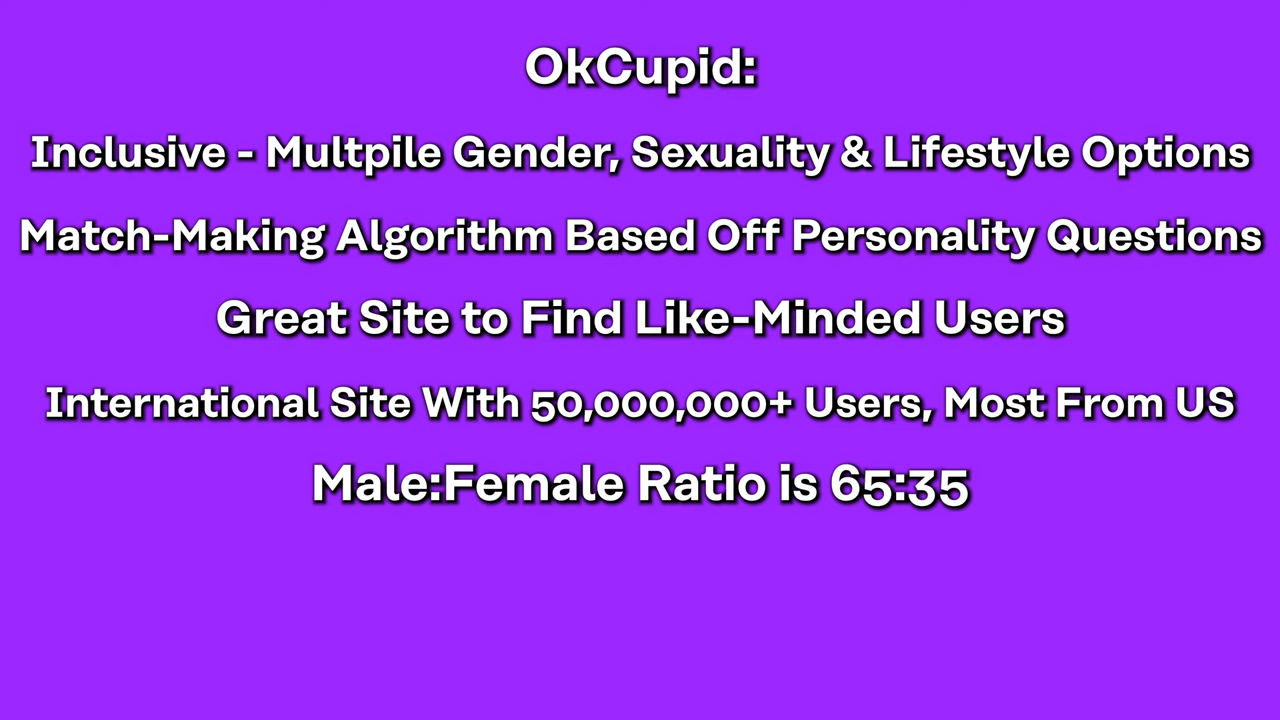 OkCupid:
Inclusive - Multpile Gender, Sexuality & Lifestyle Options
Match-Making Algorithm Based Off Personality Questions
Great Site to Find Like-Minded Users
International Site With 50,000,000+ Users, Most From US
Male:Female Ratio is 65:35